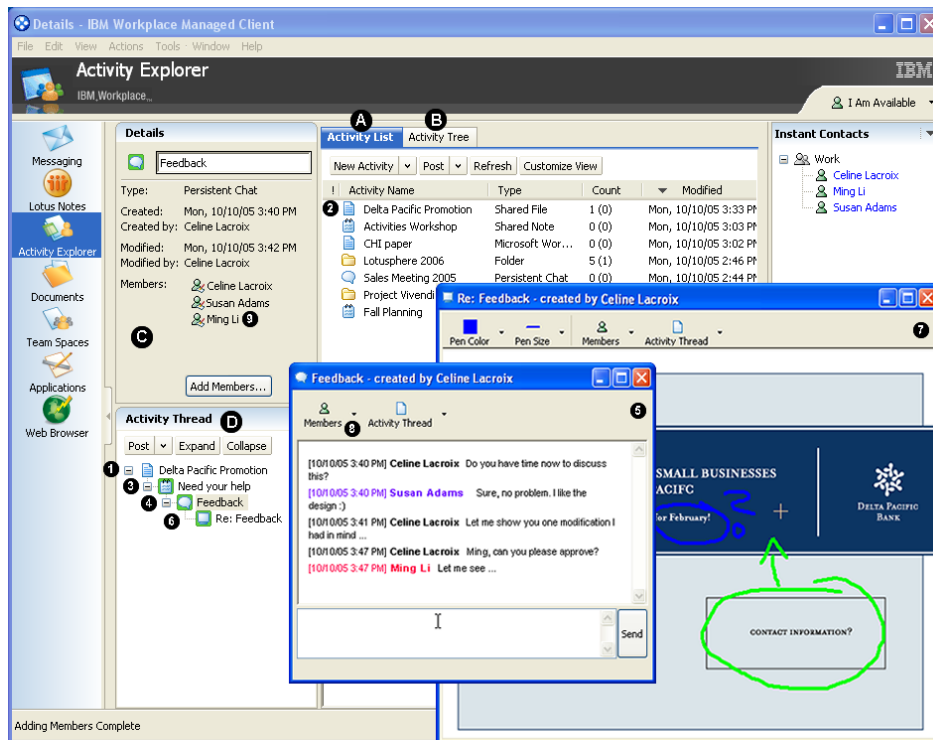 Details - IBM Workplace Managed Client
File Edit View Actions Tools Window Help
Activity Explorer
IBM
IBM Workplace
I Am Available
Messaging
Lotus Notes
Activity Explorer
Documents
Team Spaces
Applications
Web Browser
Details
Feedback
Type: Persistent Chat
Created: Mon, 10/10/05 3:40 PM
Created by: Celine Lacroix
Modified: Mon, 10/10/05 3:42 PM
Modified by: Celine Lacroix
Members: Celine Lacroix
Susan Adams
Ming Li 9
C
Add Members...
Activity Thread D
Post Expand Collapse
1 Delta Pacific Promotion
3 Need your help
4 Feedback
6 Re: Feedback
A B
Activity List Activity Tree
New Activity Post Refresh Customize View
! Activity Name Type Count Modified
2 Delta Pacific Promotion Shared File 1 (0) Mon, 10/10/05 3:33 PM
Activities Workshop Shared Note 0 (0) Mon, 10/10/05 3:03 PM
CHI paper Microsoft Wor... 0 (0) Mon, 10/10/05 3:02 PM
Lotusphere 2006 Folder 5 (1) Mon, 10/10/05 2:46 PM
Sales Meeting 2005 Persistent Chat 0 (0) Mon, 10/10/05 2:44 PM
Project Vivendi
Fall Planning
Instant Contacts
Work
Celine Lacroix
Ming Li
Susan Adams
Re: Feedback - created by Celine Lacroix
Pen Color Pen Size Members Activity Thread 7
SMALL BUSINESSES
ACIFC
for February!
?
DELTA PACIFIC
BANK
CONTACT INFORMATION?
Feedback - created by Celine Lacroix
Members 8 Activity Thread 5
[10/10/05 3:40 PM] Celine Lacroix Do you have time now to discuss
this?
[10/10/05 3:40 PM] Susan Adams Sure, no problem. I like the
design :)
[10/10/05 3:41 PM] Celine Lacroix Let me show you one modification I
had in mind ...
[10/10/05 3:47 PM] Celine Lacroix Ming, can you please approve?
[10/10/05 3:47 PM] Ming Li Let me see ...
Send
Adding Members Complete